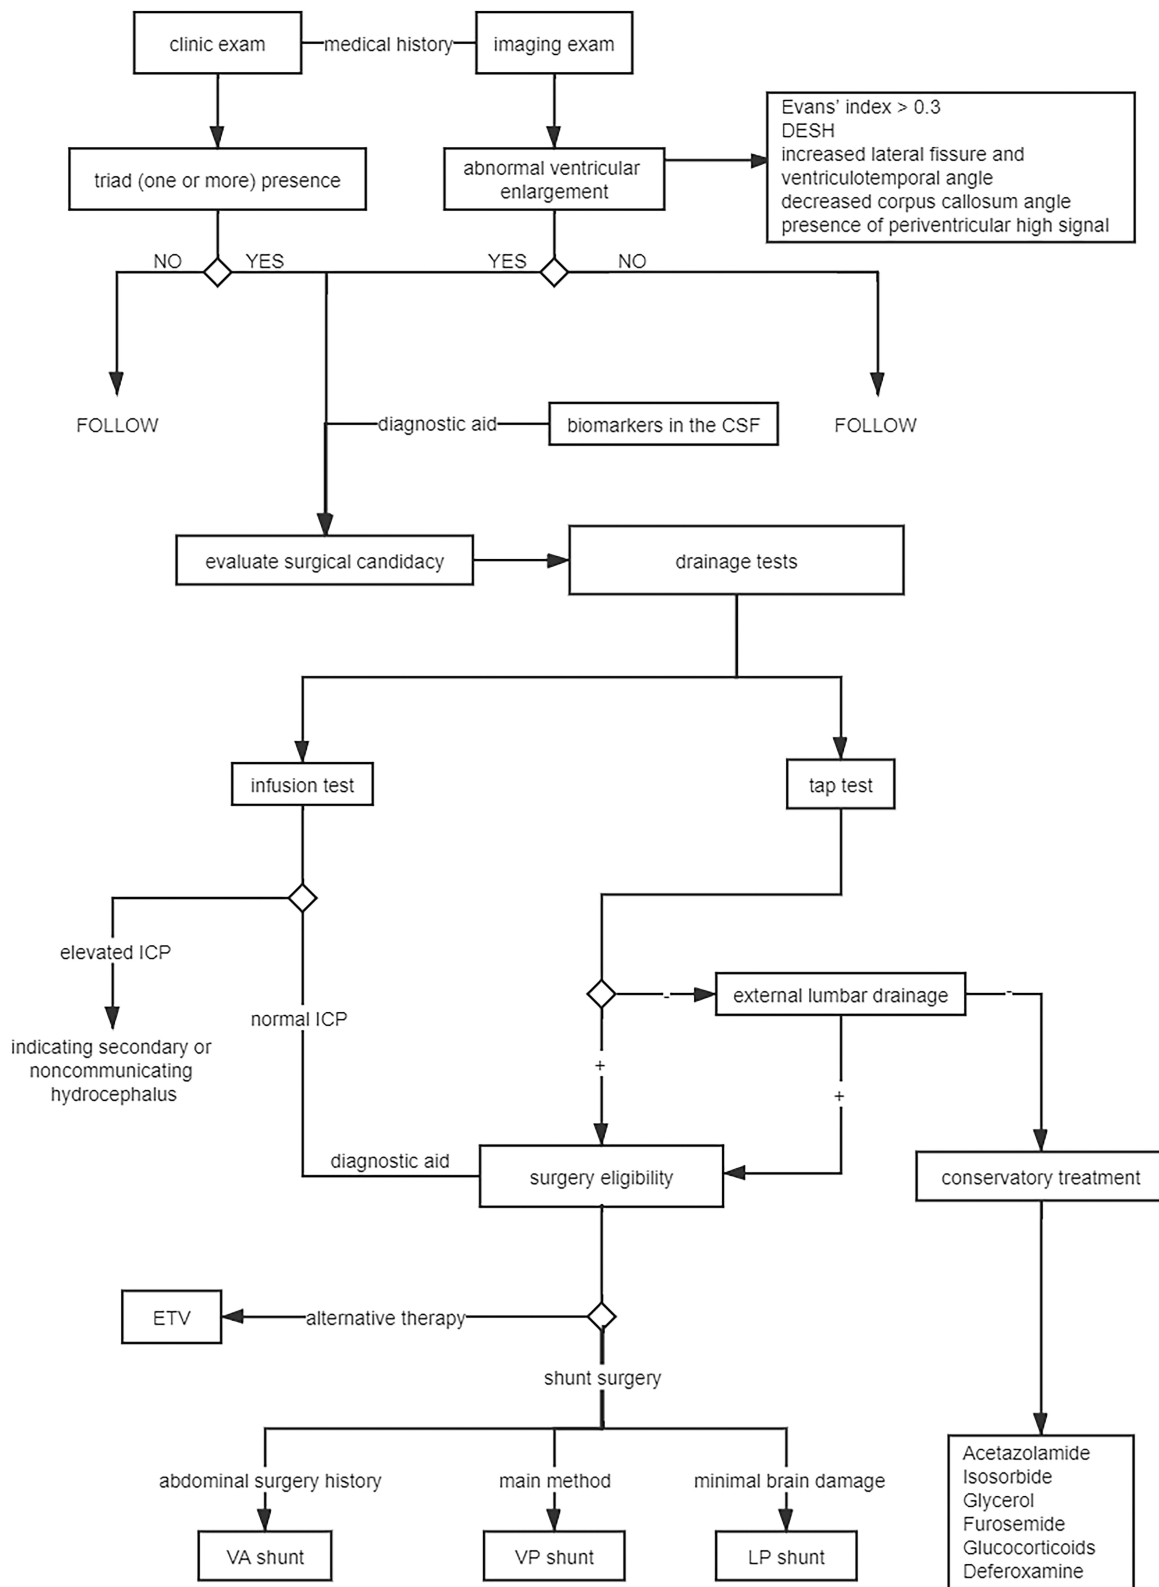 clinic exam
medical history
imaging exam
Evans' index > 0.3
DESH
increased lateral fissure and
ventriculotemporal angle
decreased corpus callosum angle
presence of periventricular high signal
triad (one or more) presence
abnormal ventricular
enlargement
NO
YES
YES
NO
FOLLOW
diagnostic aid
biomarkers in the CSF
FOLLOW
evaluate surgical candidacy
drainage tests
infusion test
tap test
elevated ICP
normal ICP
indicating secondary or
noncommunicating
hydrocephalus
-
external lumbar drainage
-
+
+
diagnostic aid
surgery eligibility
conservatory treatment
ETV
alternative therapy
shunt surgery
abdominal surgery history
main method
minimal brain damage
VA shunt
VP shunt
LP shunt
Acetazolamide
Isosorbide
Glycerol
Furosemide
Glucocorticoids
Deferoxamine